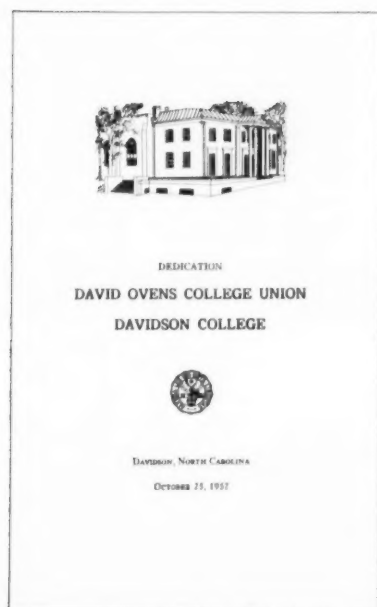 DEDICATION
DAVID OVENS COLLEGE UNION
DAVIDSON COLLEGE
DAVIDSON, NORTH CAROLINA
OCTOBER 25, 1957